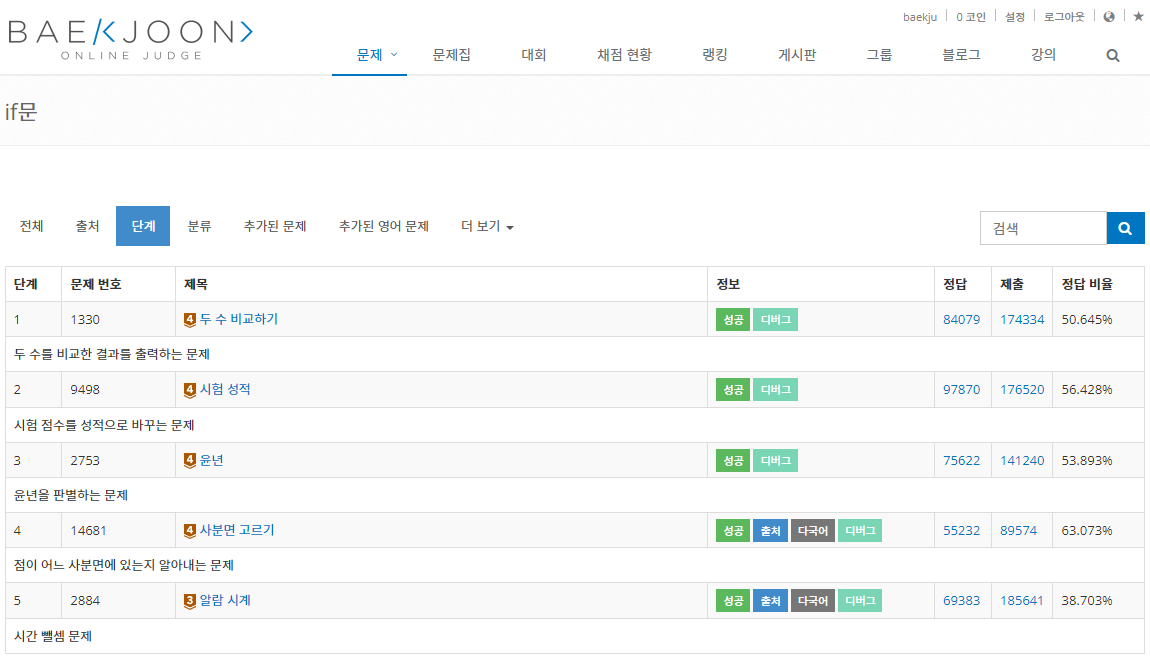 baekju 0 코인 설정 로그아웃
BAEKJOON>
ONLINE JUDGE
문제 문제집 대회 채점 현황 랭킹 게시판 그룹 블로그 강의
if문
전체 출처 단계 분류 추가된 문제 추가된 영어 문제 더 보기 검색
단계 문제 번호 제목 정보 정답 제출 정답 비율
1 1330 4 두 수 비교하기 성공 디버그 84079 174334 50.645%
두 수를 비교한 결과를 출력하는 문제
2 9498 4 시험 성적 성공 디버그 97870 176520 56.428%
시험 점수를 성적으로 바꾸는 문제
3 2753 4 윤년 성공 디버그 75622 141240 53.893%
윤년을 판별하는 문제
4 14681 4 사분면 고르기 성공 출처 다국어 디버그 55232 89574 63.073%
점이 어느 사분면에 있는지 알아내는 문제
5 2884 3 알람 시계 성공 출처 다국어 디버그 69383 185641 38.703%
시간 뺄셈 문제